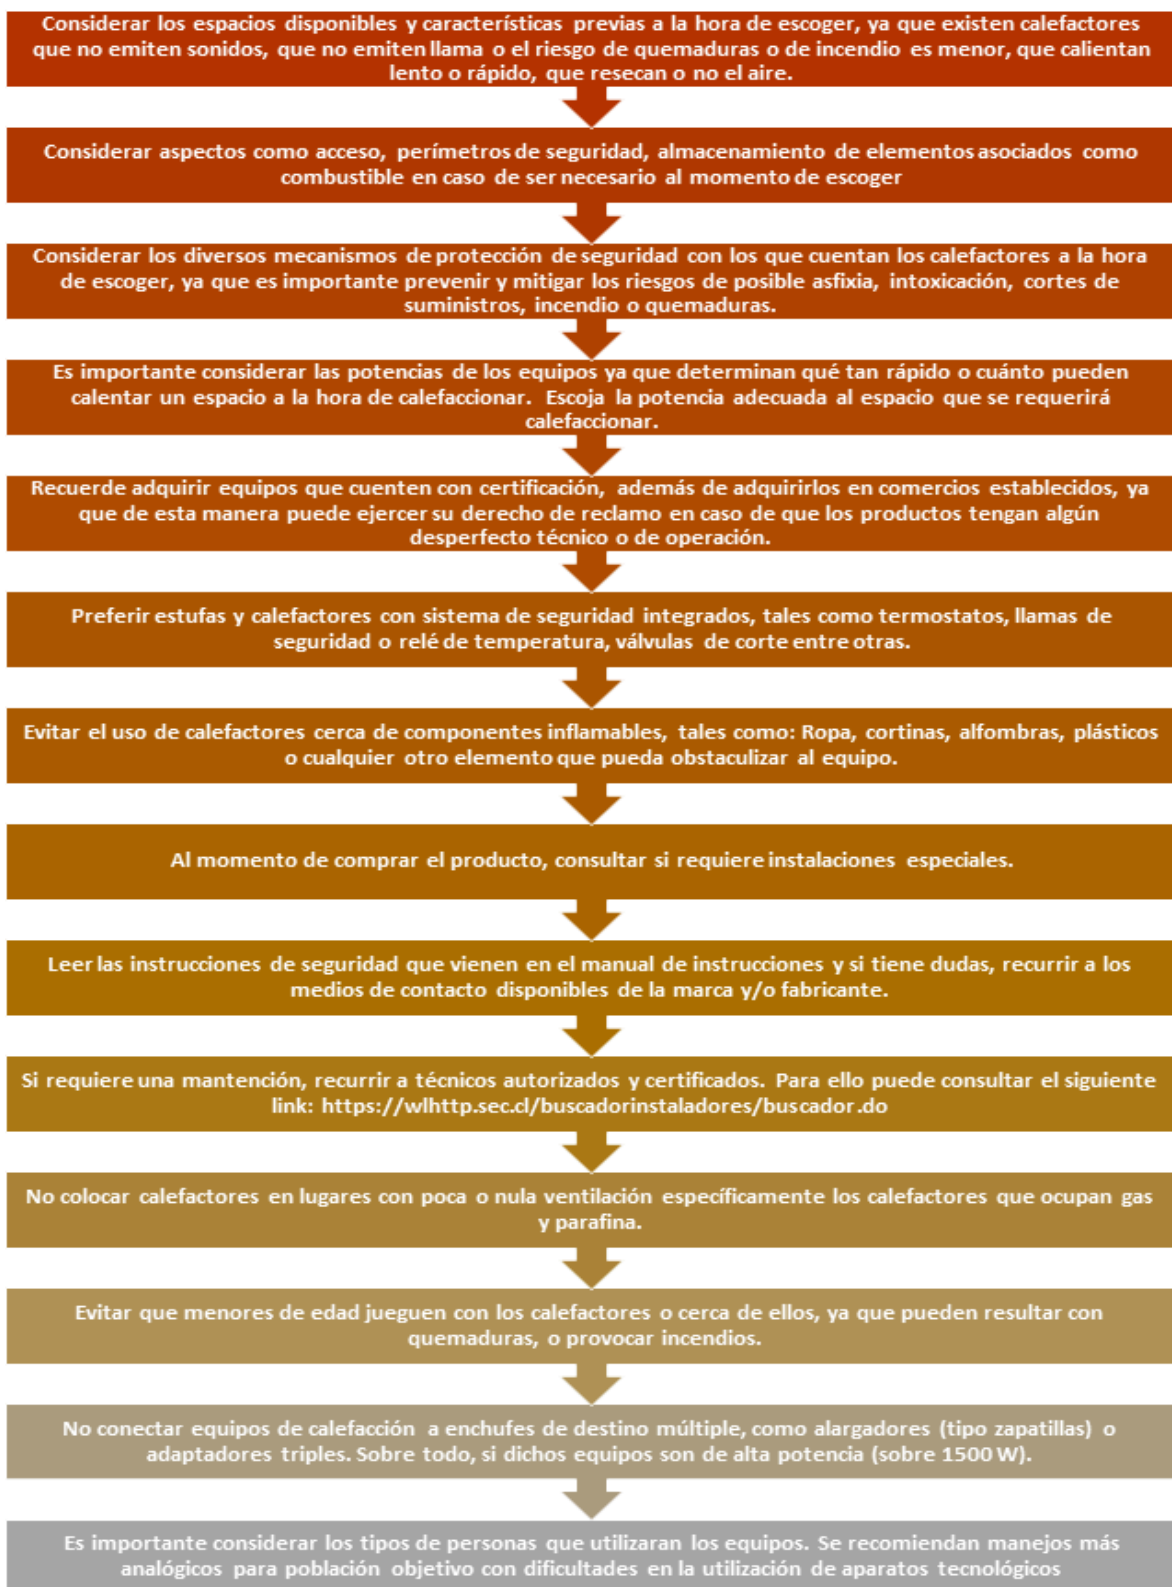 Considerar los espacios disponibles y características previas a la hora de escoger, ya que existen calefactores
que no emiten sonidos, que no emiten llama o el riesgo de quemaduras o de incendio es menor, que calientan
lento o rápido, que resecan o no el aire.
Considerar aspectos como acceso, perímetros de seguridad, almacenamiento de elementos asociados como
combustible en caso de ser necesario al momento de escoger
Considerar los diversos mecanismos de protección de seguridad con los que cuentan los calefactores a la hora
de escoger, ya que es importante prevenir y mitigar los riesgos de posible asfixia, intoxicación, cortes de
suministros, incendio o quemaduras.
Es importante considerar las potencias de los equipos ya que determinan qué tan rápido o cuánto pueden
calentar un espacio a la hora de calefaccionar. Escoja la potencia adecuada al espacio que se requerirá
calefaccionar.
Recuerde adquirir equipos que cuenten con certificación, además de adquirirlos en comercios establecidos, ya
que de esta manera puede ejercer su derecho de reclamo en caso de que los productos tengan algún
desperfecto técnico o de operación.
Preferir estufas y calefactores con sistema de seguridad integrados, tales como termostatos, llamas de
seguridad o relé de temperatura, válvulas de corte entre otras.
Evitar el uso de calefactores cerca de componentes inflamables, tales como: Ropa, cortinas, alfombras, plásticos
o cualquier otro elemento que pueda obstaculizar al equipo.
Al momento de comprar el producto, consultar si requiere instalaciones especiales.
Leer las instrucciones de seguridad que vienen en el manual de instrucciones y si tiene dudas, recurrir a los
medios de contacto disponibles de la marca y/o fabricante.
Si requiere una mantención, recurrir a técnicos autorizados y certificados. Para ello puede consultar el siguiente
link: https://wlhttp.sec.cl/buscadorinstaladores/buscador.do
No colocar calefactores en lugares con poca o nula ventilación específicamente los calefactores que ocupan gas
y parafina.
Evitar que menores de edad jueguen con los calefactores o cerca de ellos, ya que pueden resultar con
quemaduras, o provocar incendios.
No conectar equipos de calefacción a enchufes de destino múltiple, como alargadores (tipo zapatillas) o
adaptadores triples. Sobre todo, si dichos equipos son de alta potencia (sobre 1500 W).
Es importante considerar los tipos de personas que utilizaran los equipos. Se recomiendan manejos más
analógicos para población objetivo con dificultades en la utilización de aparatos tecnológicos